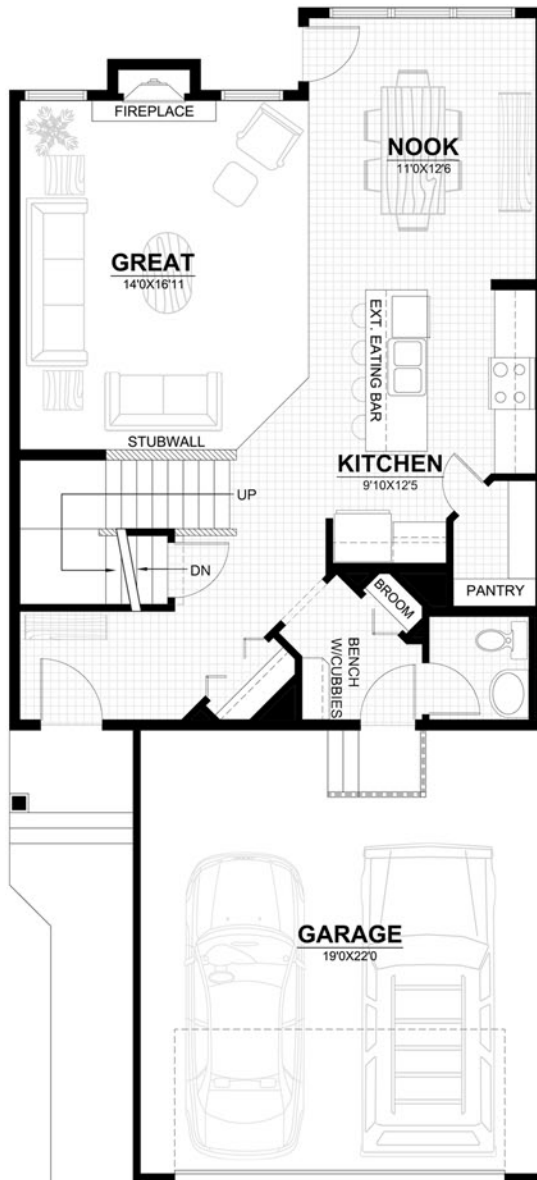 FIREPLACE
NOOK
11'0X12'6
GREAT
14'0X16'11
EXT. EATING BAR
STUBWALL
KITCHEN
9'10X12'5
UP
DN
PANTRY
BROOM
BENCH
W/CUBBIES
GARAGE
19'0X22'0